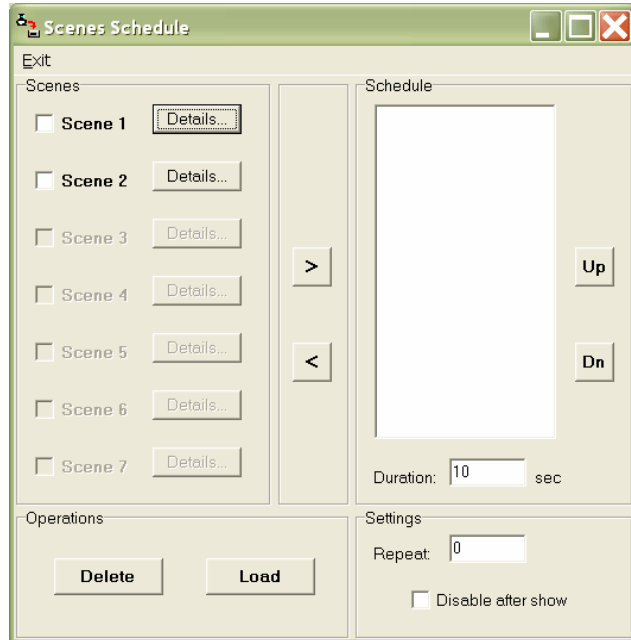 Scenes Schedule
Exit
Scenes
Scene 1 Details...
Scene 2 Details...
Scene 3 Details...
Scene 4 Details...
Scene 5 Details...
Scene 6 Details...
Scene 7 Details...
>
<
Schedule
Up
Dn
Duration: 10 sec
Operations
Delete Load
Settings
Repeat: 0
Disable after show